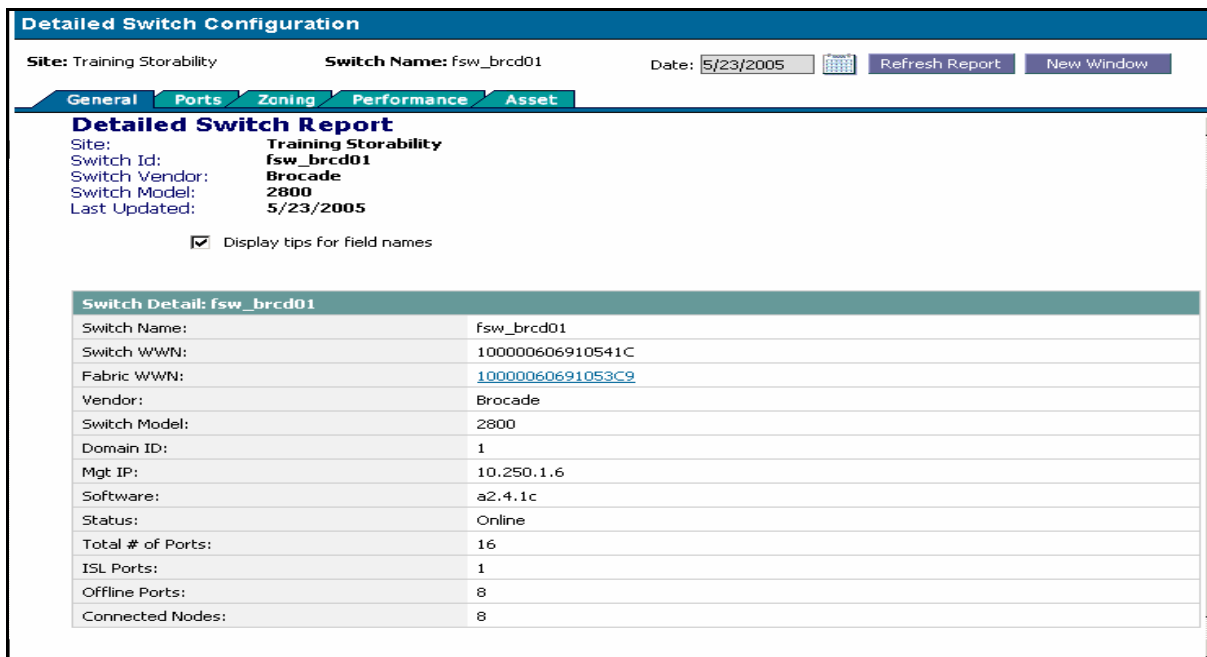 Detailed Switch Configuration
Site: Training Storability Switch Name: fsw_brcd01 Date: 5/23/2005 Refresh Report New Window
General Ports Zoning Performance Asset
Detailed Switch Report
Site: Training Storability
Switch Id: fsw_brcd01
Switch Vendor: Brocade
Switch Model: 2800
Last Updated: 5/23/2005
Display tips for field names
Switch Detail: fsw_brcd01
Switch Name: fsw_brcd01
Switch WWN: 100000606910541C
Fabric WWN: 10000060691053C9
Vendor: Brocade
Switch Model: 2800
Domain ID: 1
Mgt IP: 10.250.1.6
Software: a2.4.1c
Status: Online
Total # of Ports: 16
ISL Ports: 1
Offline Ports: 8
Connected Nodes: 8